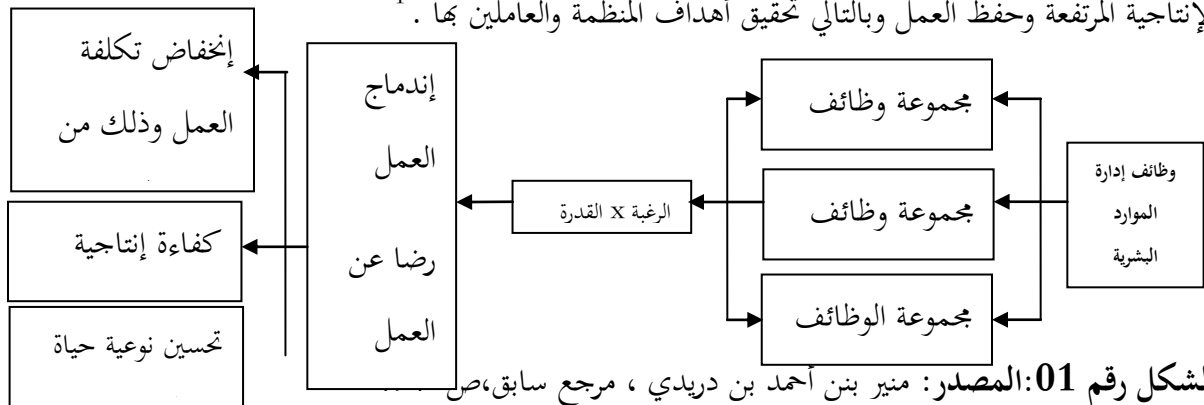 لإنتاجية المرتفعة وحفظ العمل وبالتالي تحقيق أهداف المنظمة والعاملين بها .
وظائف إدارة
الموارد
البشرية
مجموعة وظائف
مجموعة وظائف
مجموعة الوظائف
الرغبة x القدرة
إندماج
العمل
رضا عن
العمل
إنخفاض تكلفة
العمل وذلك من
كفاءة إنتاجية
تحسين نوعية حياة
لشكل رقم 01:المصدر: منير بنن أحمد بن دريدي ، مرجع سابق،ص